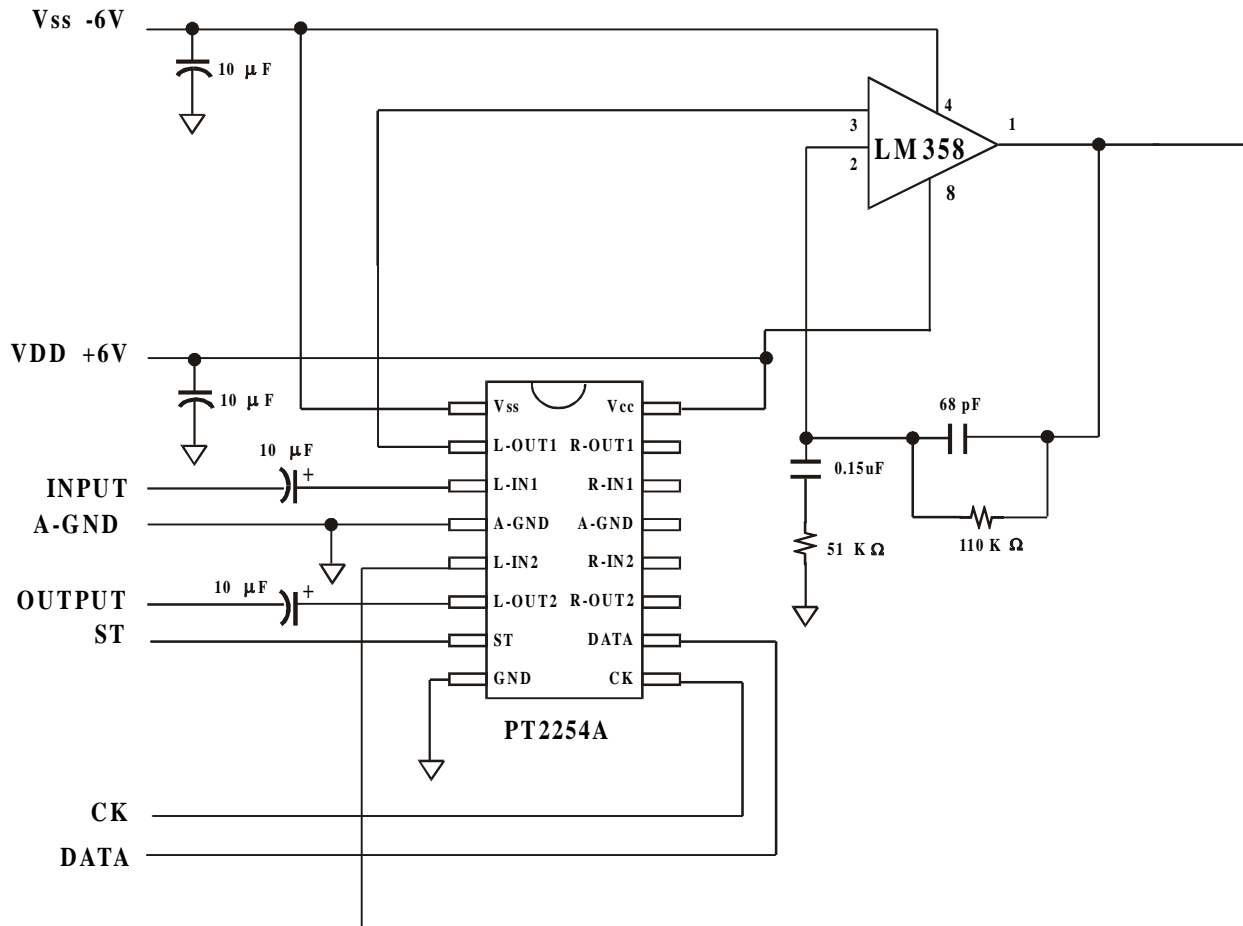 Vss -6V
10 µF
4
3
1
LM358
2
8
VDD +6V
10 µF
Vss
Vcc
68 pF
L-OUT1
R-OUT1
10 µF
+
0.15uF
INPUT
L-IN1
R-IN1
A-GND
A-GND
A-GND
51 KΩ
110 K Ω
L-IN2
R-IN2
10 µF
+
OUTPUT
L-OUT2
R-OUT2
ST
ST
DATA
GND
CK
PT2254A
CK
DATA